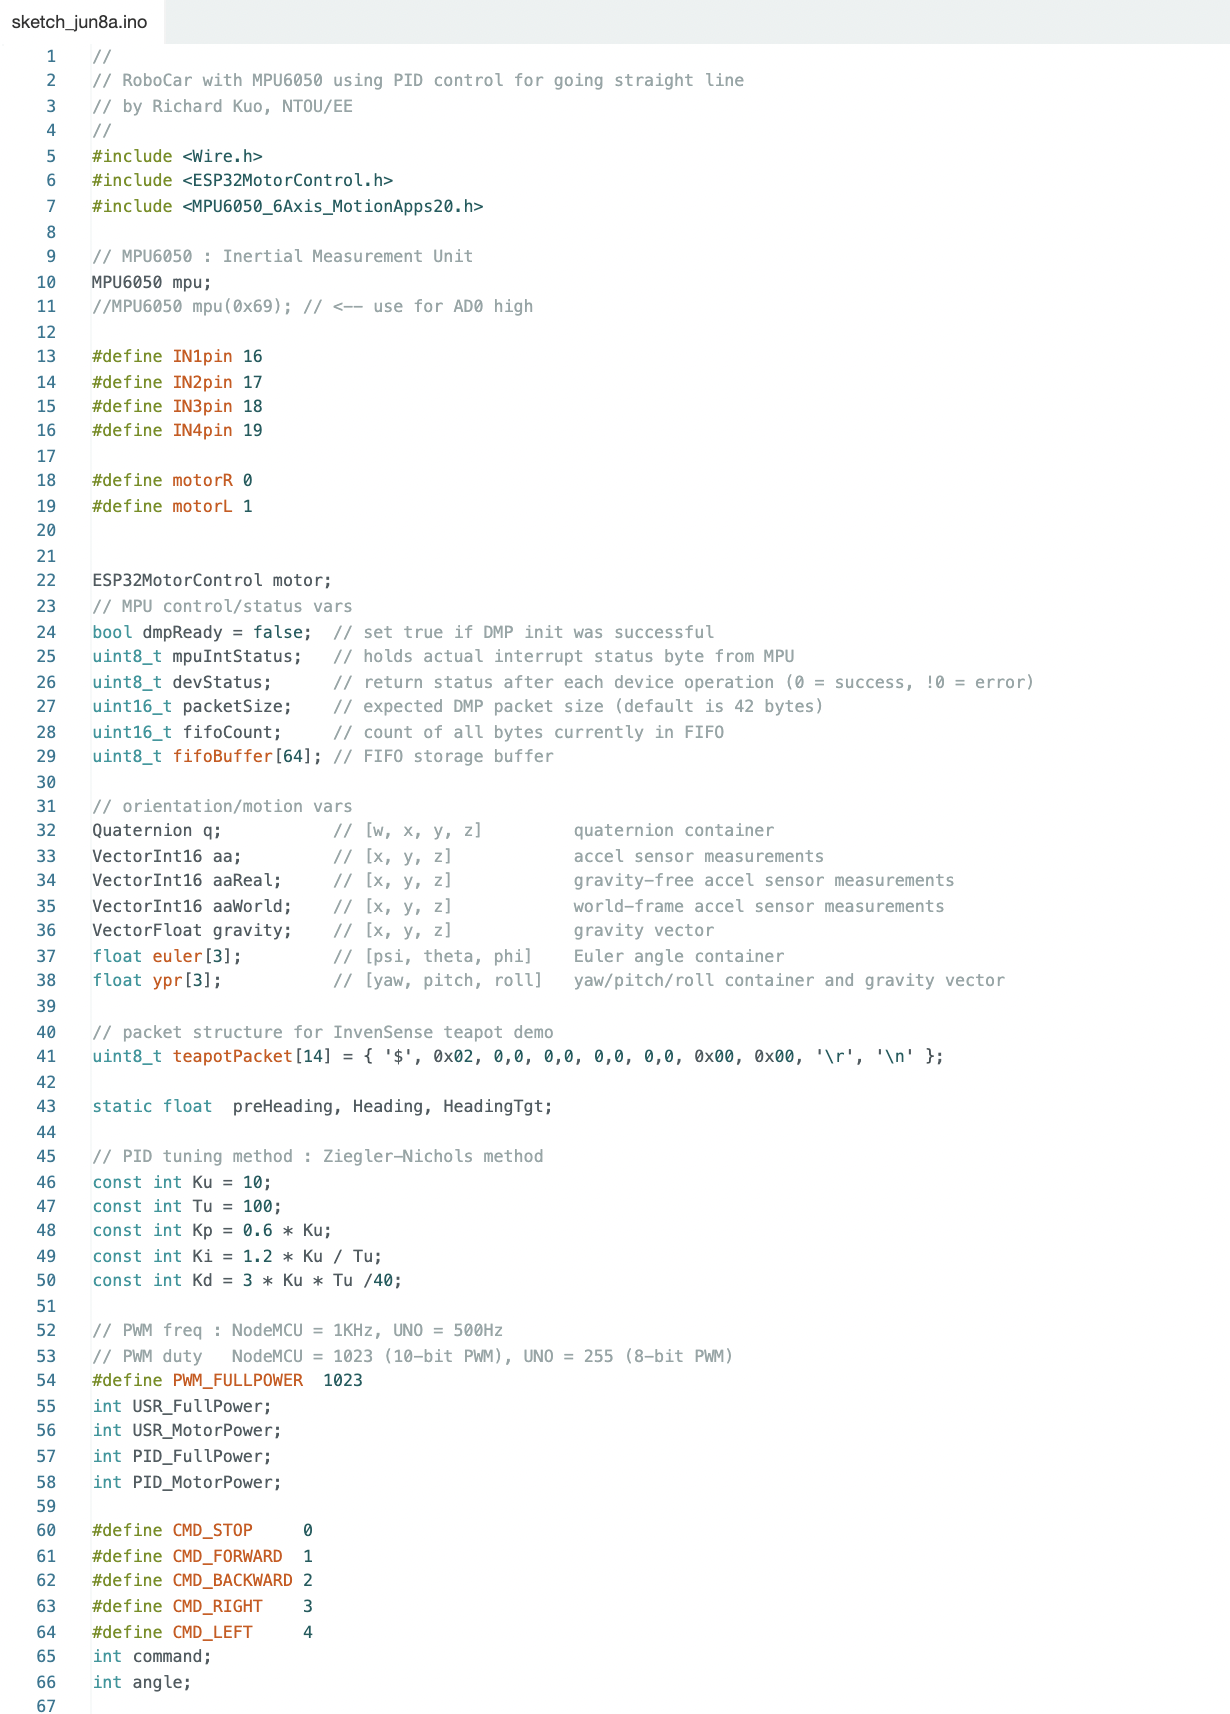 sketch_jun8a.ino
1 //
2 // RoboCar with MPU6050 using PID control for going straight line
3 // by Richard Kuo, NTOU/EE
4 //
5 #include <Wire.h>
6 #include <ESP32MotorControl.h>
7 #include <MPU6050_6Axis_MotionApps20.h>
8
9 // MPU6050 : Inertial Measurement Unit
10 MPU6050 mpu;
11 //MPU6050 mpu(0x69); // <-- use for AD0 high
12
13 #define IN1pin 16
14 #define IN2pin 17
15 #define IN3pin 18
16 #define IN4pin 19
17
18 #define motorR 0
19 #define motorL 1
20
21
22 ESP32MotorControl motor;
23 // MPU control/status vars
24 bool dmpReady = false;  // set true if DMP init was successful
25 uint8_t mpuIntStatus;   // holds actual interrupt status byte from MPU
26 uint8_t devStatus;      // return status after each device operation (0 = success, !0 = error)
27 uint16_t packetSize;    // expected DMP packet size (default is 42 bytes)
28 uint16_t fifoCount;     // count of all bytes currently in FIFO
29 uint8_t fifoBuffer[64]; // FIFO storage buffer
30
31 // orientation/motion vars
32 Quaternion q;           // [w, x, y, z]         quaternion container
33 VectorInt16 aa;         // [x, y, z]            accel sensor measurements
34 VectorInt16 aaReal;     // [x, y, z]            gravity-free accel sensor measurements
35 VectorInt16 aaWorld;    // [x, y, z]            world-frame accel sensor measurements
36 VectorFloat gravity;    // [x, y, z]            gravity vector
37 float euler[3];         // [psi, theta, phi]    Euler angle container
38 float ypr[3];           // [yaw, pitch, roll]   yaw/pitch/roll container and gravity vector
39
40 // packet structure for InvenSense teapot demo
41 uint8_t teapotPacket[14] = { '$', 0x02, 0,0, 0,0, 0,0, 0,0, 0x00, 0x00, '\r', '\n' };
42
43 static float  preHeading, Heading, HeadingTgt;
44
45 // PID tuning method : Ziegler-Nichols method
46 const int Ku = 10;
47 const int Tu = 100;
48 const int Kp = 0.6 * Ku;
49 const int Ki = 1.2 * Ku / Tu;
50 const int Kd = 3 * Ku * Tu /40;
51
52 // PWM freq : NodeMCU = 1KHz, UNO = 500Hz
53 // PWM duty   NodeMCU = 1023 (10-bit PWM), UNO = 255 (8-bit PWM)
54 #define PWM_FULLPOWER  1023
55 int USR_FullPower;
56 int USR_MotorPower;
57 int PID_FullPower;
58 int PID_MotorPower;
59
60 #define CMD_STOP     0
61 #define CMD_FORWARD  1
62 #define CMD_BACKWARD 2
63 #define CMD_RIGHT    3
64 #define CMD_LEFT     4
65 int command;
66 int angle;
67